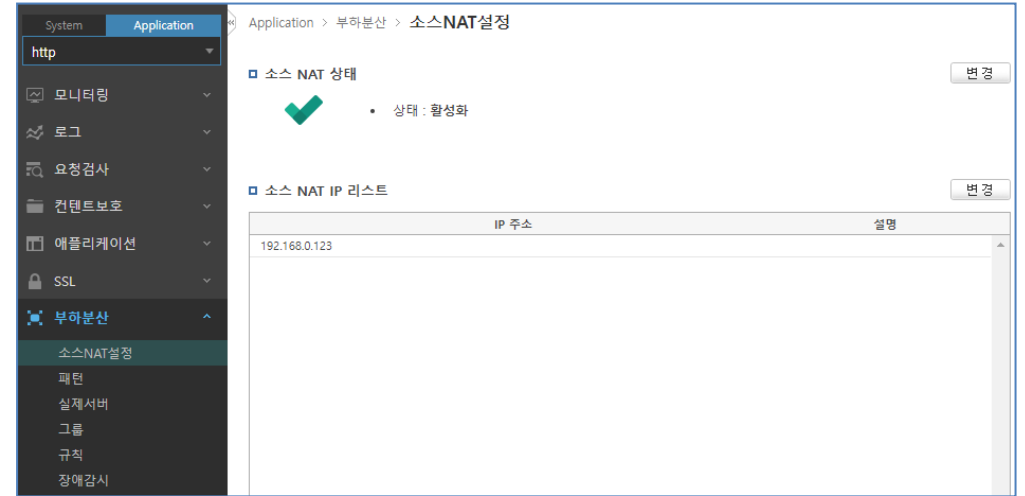 System Application
http
모니터링
로그
요청검사
컨텐트보호
애플리케이션
SSL
부하분산
소스NAT설정
패턴
실제서버
그룹
규칙
장애감시
Application > 부하분산 > 소스NAT설정
소스 NAT 상태
변경
• 상태 : 활성화
소스 NAT IP 리스트
변경
IP 주소 설명
192.168.0.123